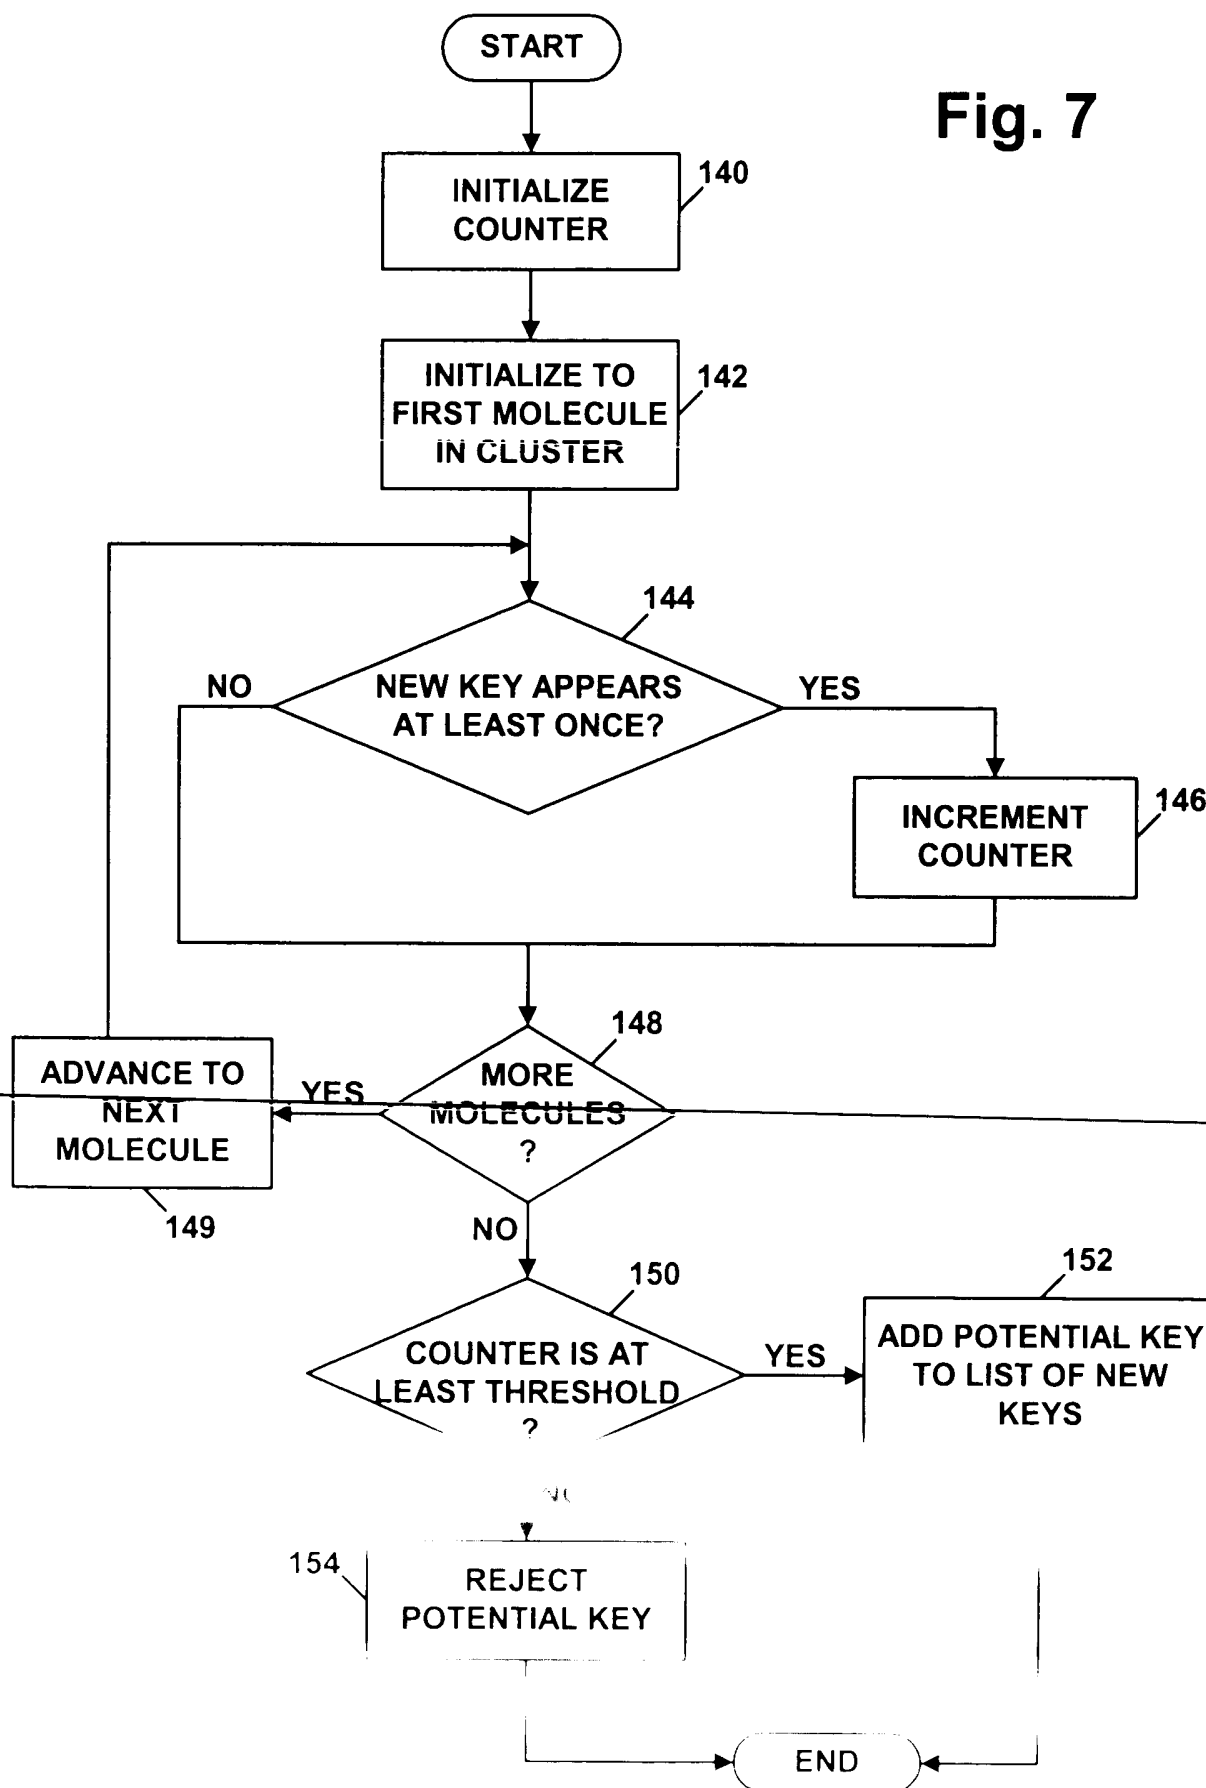 START
Fig. 7
INITIALIZE
COUNTER
140
INITIALIZE TO
FIRST MOLECULE
IN CLUSTER
142
144
NEW KEY APPEARS
AT LEAST ONCE?
NO
YES
INCREMENT
COUNTER
146
148
MORE
MOLECULES
?
YES
ADVANCE TO
NEXT
MOLECULE
149
NO
150
COUNTER IS AT
LEAST THRESHOLD
?
YES
152
ADD POTENTIAL KEY
TO LIST OF NEW
KEYS
154
REJECT
POTENTIAL KEY
END